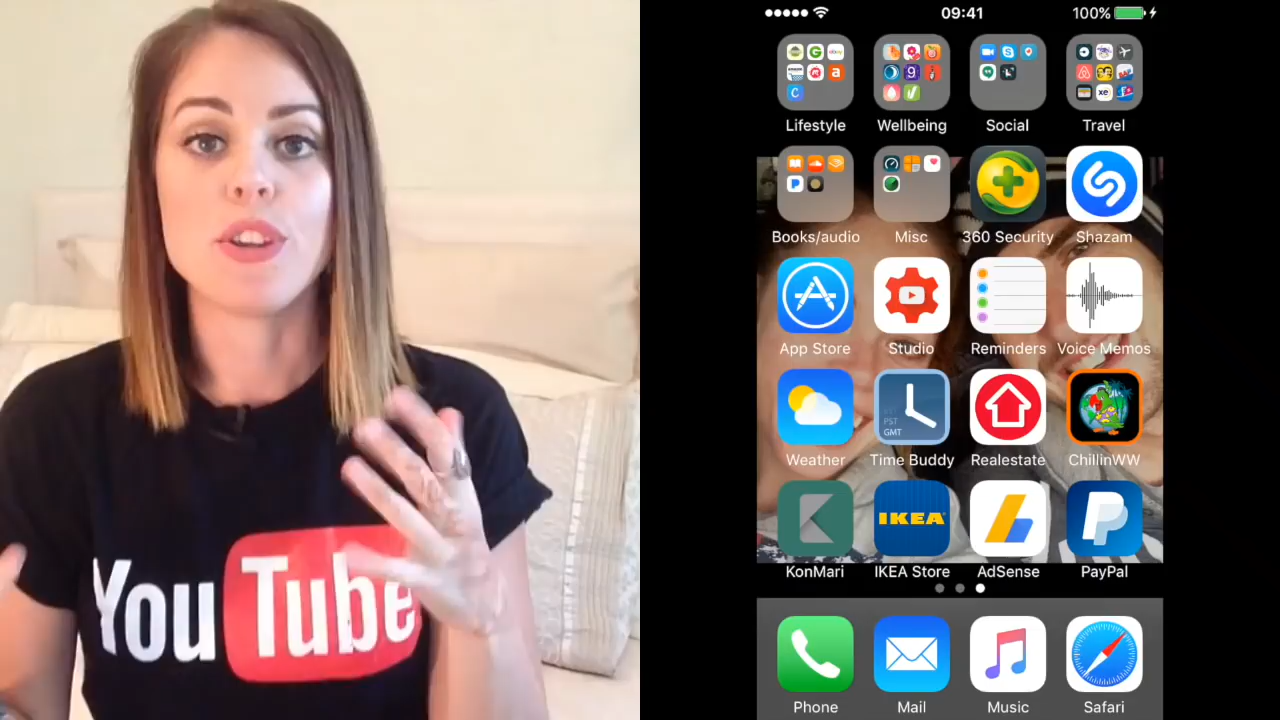 09:41
100%
Lifestyle
Wellbeing
Social
Travel
Books/audio
Misc
360 Security
Shazam
App Store
Studio
Reminders
Voice Memos
PST
GMT
Weather
Time Buddy
Realestate
ChillinWW
IKEA
KonMari
IKEA Store
AdSense
PayPal
YouTube
Phone
Mail
Music
Safari